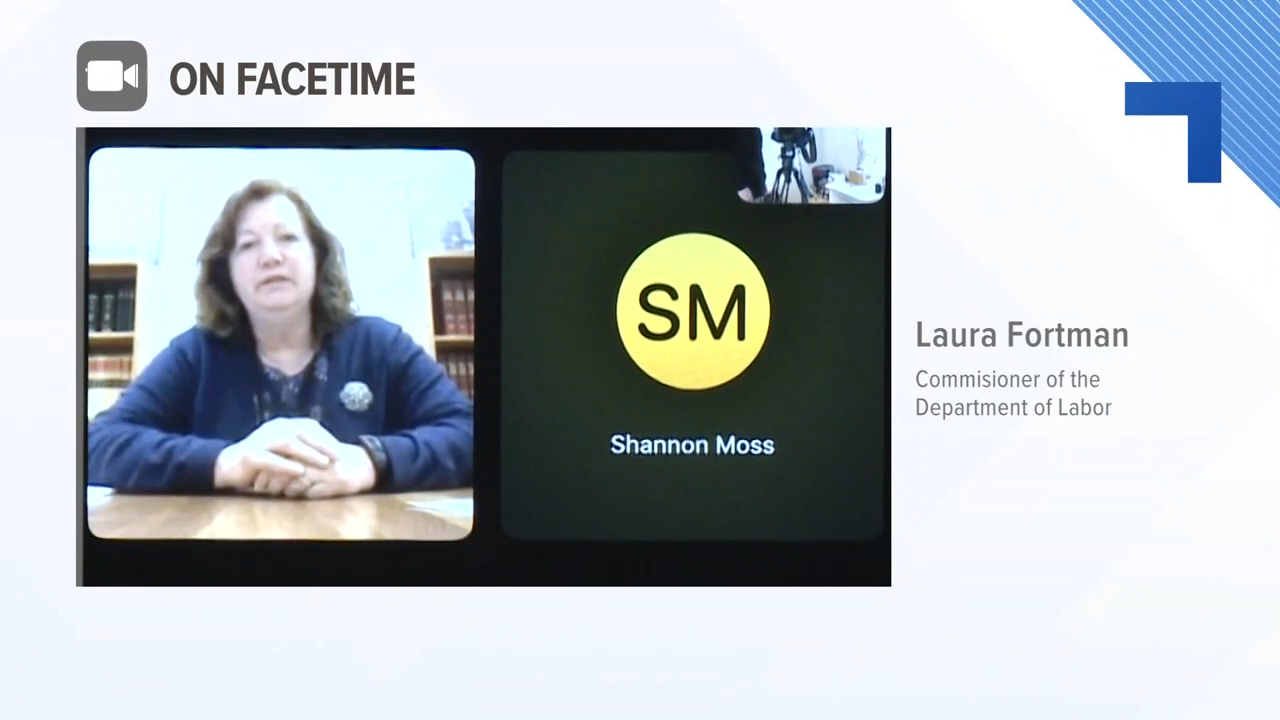 ON FACETIME
SM
Shannon Moss
Laura Fortman
Commisioner of the
Department of Labor